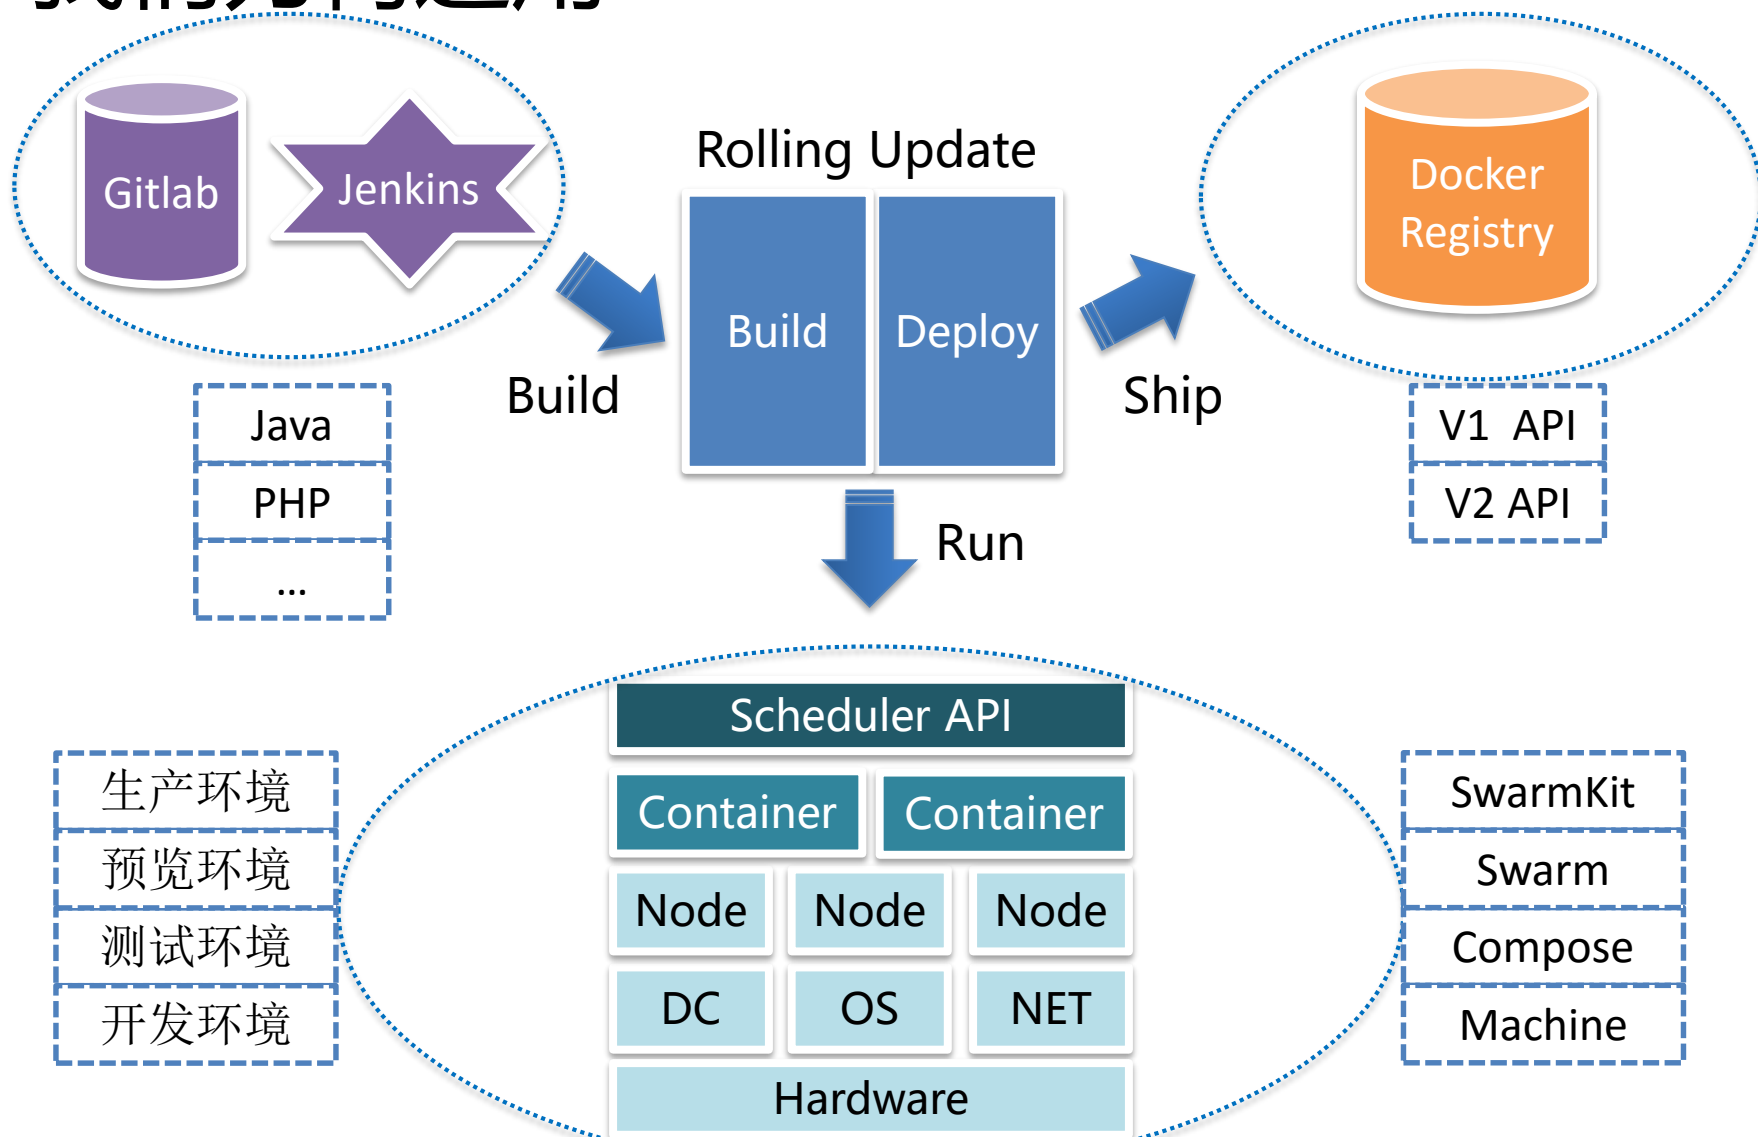 Gitlab
Jenkins
Rolling Update
Docker
Registry
Build
Deploy
Build
Ship
Java
PHP
...
V1 API
V2 API
Run
Scheduler API
Container
Container
Node
Node
Node
DC
OS
NET
Hardware
生产环境
预览环境
测试环境
开发环境
SwarmKit
Swarm
Compose
Machine